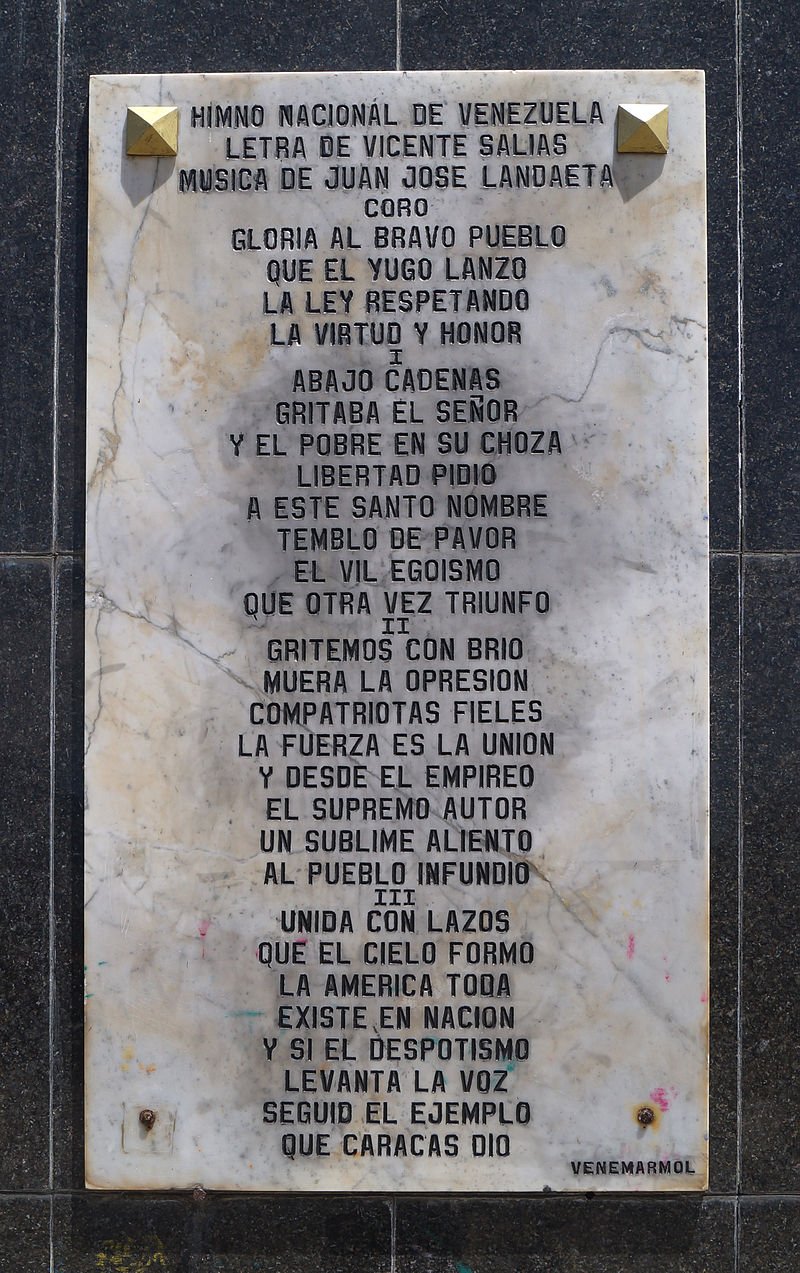 HIMNO NACIONAL DE VENEZUELA
LETRA DE VICENTE SALIAS
MUSICA DE JUAN JOSE LANDAETA
CORO
GLORIA AL BRAVO PUEBLO
QUE EL YUGO LANZO
LA LEY RESPETANDO
LA VIRTUD Y HONOR
I
ABAJO CADENAS
GRITABA EL SEÑOR
Y EL POBRE EN SU CHOZA
LIBERTAD PIDIO
A ESTE SANTO NOMBRE
TEMBLO DE PAVOR
EL VIL EGOISMO
QUE OTRA VEZ TRIUNFO
II
GRITEMOS CON BRIO
MUERA LA OPRESION
COMPATRIOTAS FIELES
LA FUERZA ES LA UNION
Y DESDE EL EMPIREO
EL SUPREMO AUTOR
UN SUBLIME ALIENTO
AL PUEBLO INFUNDIO
III
UNIDA CON LAZOS
QUE EL CIELO FORMO
LA AMERICA TODA
EXISTE EN NACION
Y SI EL DESPOTISMO
LEVANTA LA VOZ
SEGUID EL EJEMPLO
QUE CARACAS DIO
VENEMARMOL